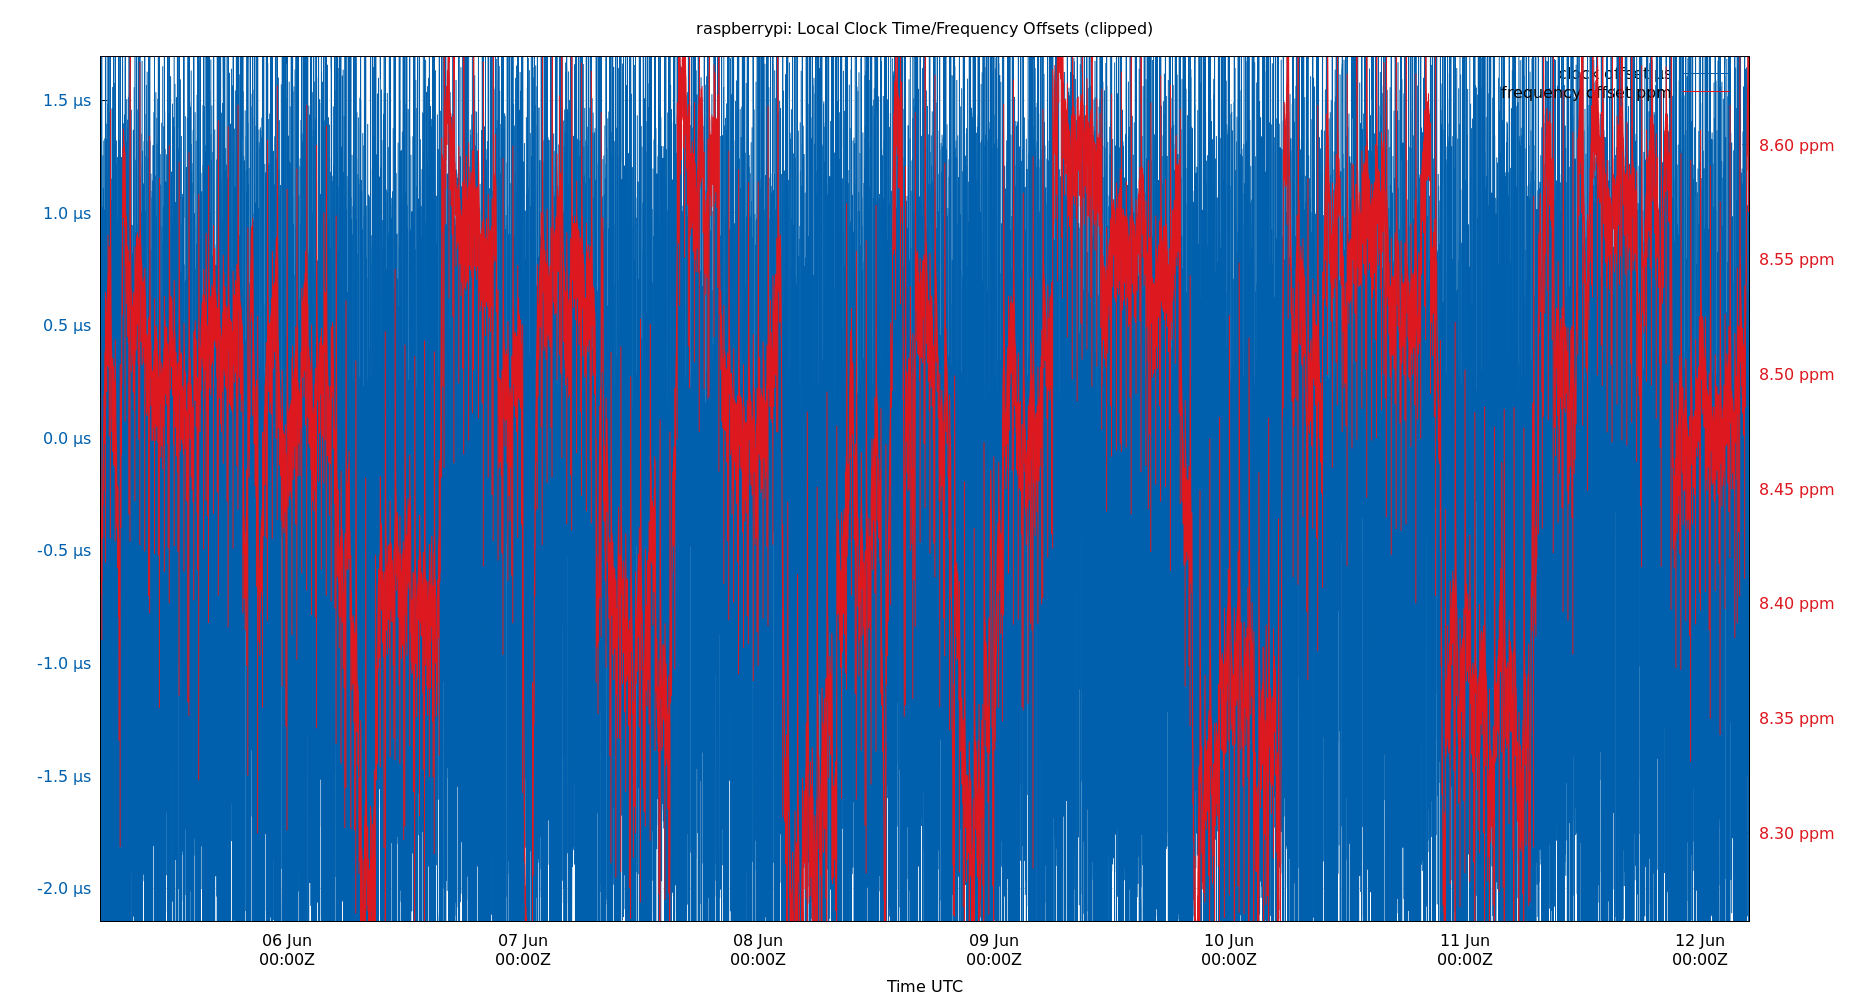 raspberrypi: Local Clock Time/Frequency Offsets (clipped)
clock offset µs
frequency offset ppm
1.5 µs
1.0 µs
0.5 µs
0.0 µs
-0.5 µs
-1.0 µs
-1.5 µs
-2.0 µs
8.60 ppm
8.55 ppm
8.50 ppm
8.45 ppm
8.40 ppm
8.35 ppm
8.30 ppm
06 Jun 07 Jun 08 Jun 09 Jun 10 Jun 11 Jun 12 Jun
00:00Z 00:00Z 00:00Z 00:00Z 00:00Z 00:00Z 00:00Z
Time UTC